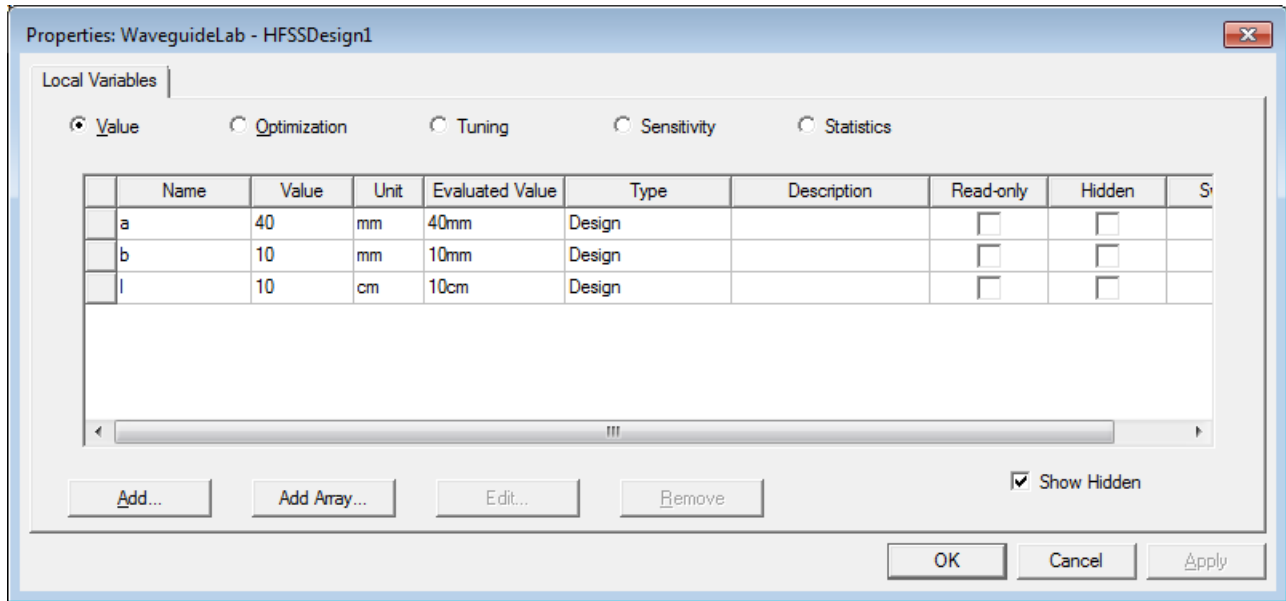 Properties: WaveguideLab - HFSSDesign1
Local Variables
Value Optimization Tuning Sensitivity Statistics
Name Value Unit Evaluated Value Type Description Read-only Hidden
a 40 mm 40mm Design
b 10 mm 10mm Design
l 10 cm 10cm Design
Show Hidden
Add... Add Array... Edit... Remove
OK Cancel Apply